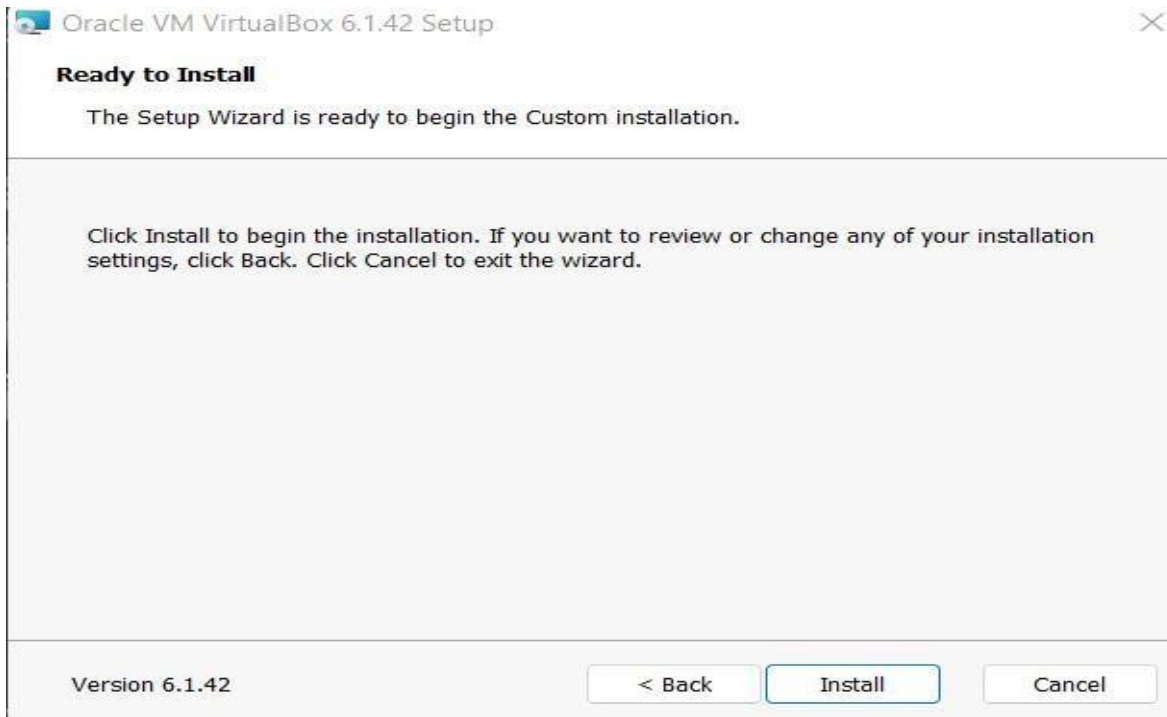 Oracle VM VirtualBox 6.1.42 Setup
Ready to Install
The Setup Wizard is ready to begin the Custom installation.
Click Install to begin the installation. If you want to review or change any of your installation
settings, click Back. Click Cancel to exit the wizard.
Version 6.1.42
< Back
Install
Cancel